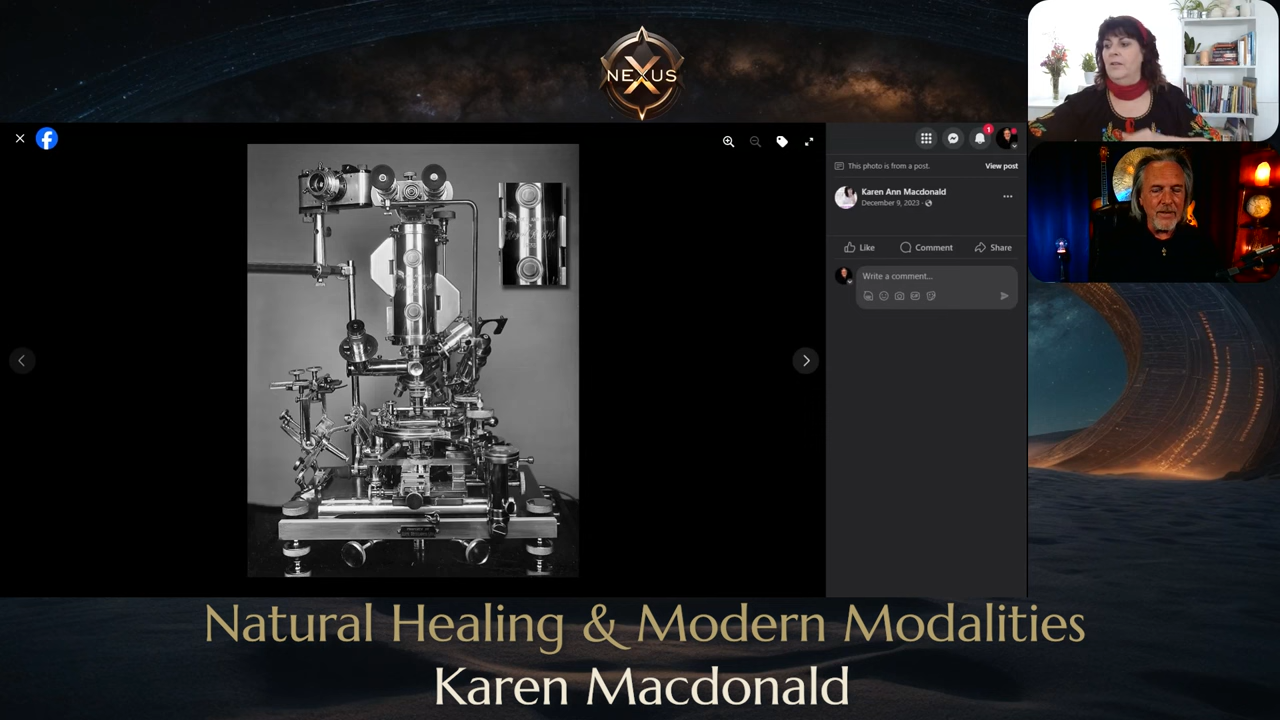 NEXUS
1
This photo is from a post.
View post
Karen Ann Macdonald
December 9, 2023 ·
Like
Comment
Share
Write a comment...
Natural Healing & Modern Modalities
Karen Macdonald